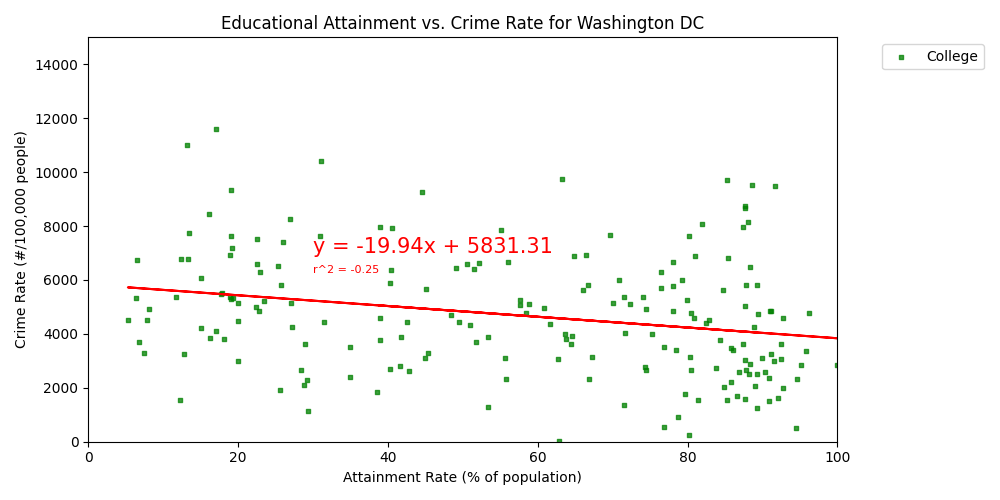 Educational Attainment vs. Crime Rate for Washington DC
College
14000
12000
10000
8000
6000
4000
2000
0
Crime Rate (#/100,000 people)
y = -19.94x + 5831.31
r^2 = -0.25
0 20 40 60 80 100
Attainment Rate (% of population)